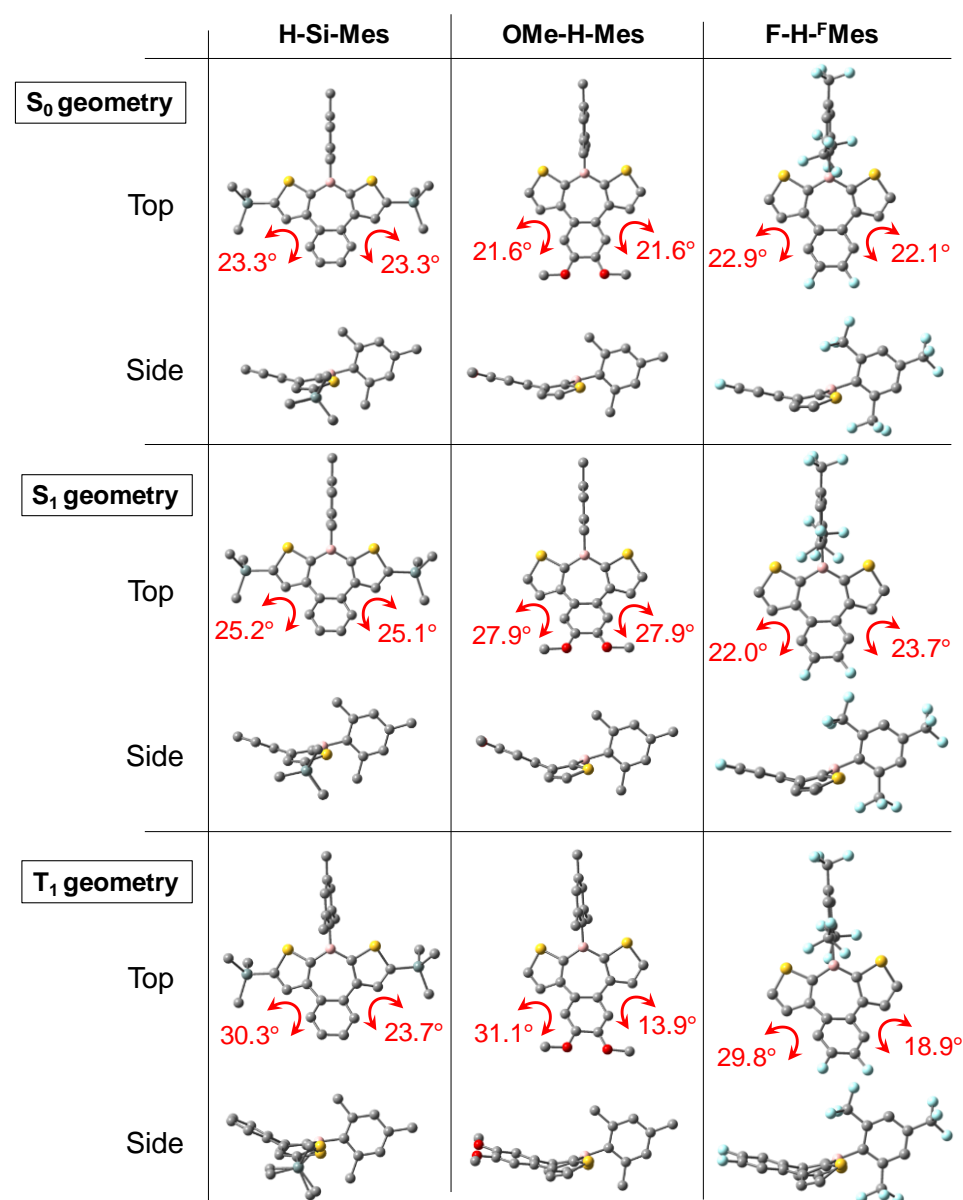 H-Si-Mes OMe-H-Mes F-H-ᶠMes
S₀ geometry
Top
23.3° 23.3° 21.6° 21.6° 22.9° 22.1°
Side
S₁ geometry
Top
25.2° 25.1° 27.9° 27.9° 22.0° 23.7°
Side
T₁ geometry
Top
30.3° 23.7° 31.1° 13.9° 29.8° 18.9°
Side